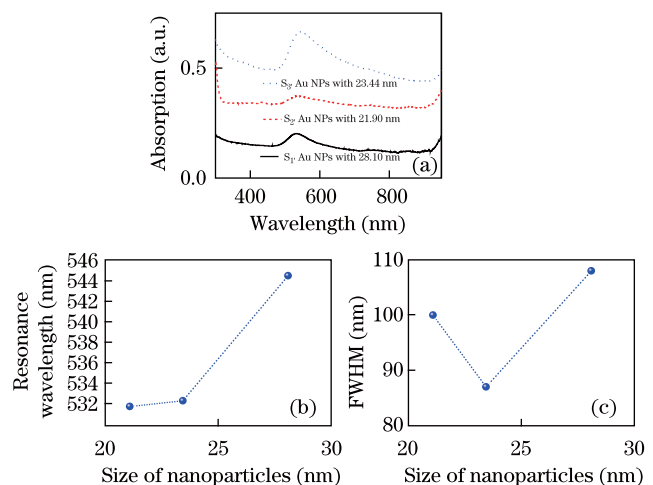 Absorption (a.u.)
0.5
0.0
S3, Au NPs with 23.44 nm
S2, Au NPs with 21.90 nm
S1, Au NPs with 28.10 nm
(a)
400 600 800
Wavelength (nm)
Resonance
wavelength (nm)
546
544
542
540
538
536
534
532
(b)
20 25 30
Size of nanoparticles (nm)
FWHM (nm)
110
100
90
80
(c)
20 25 30
Size of nanoparticles (nm)